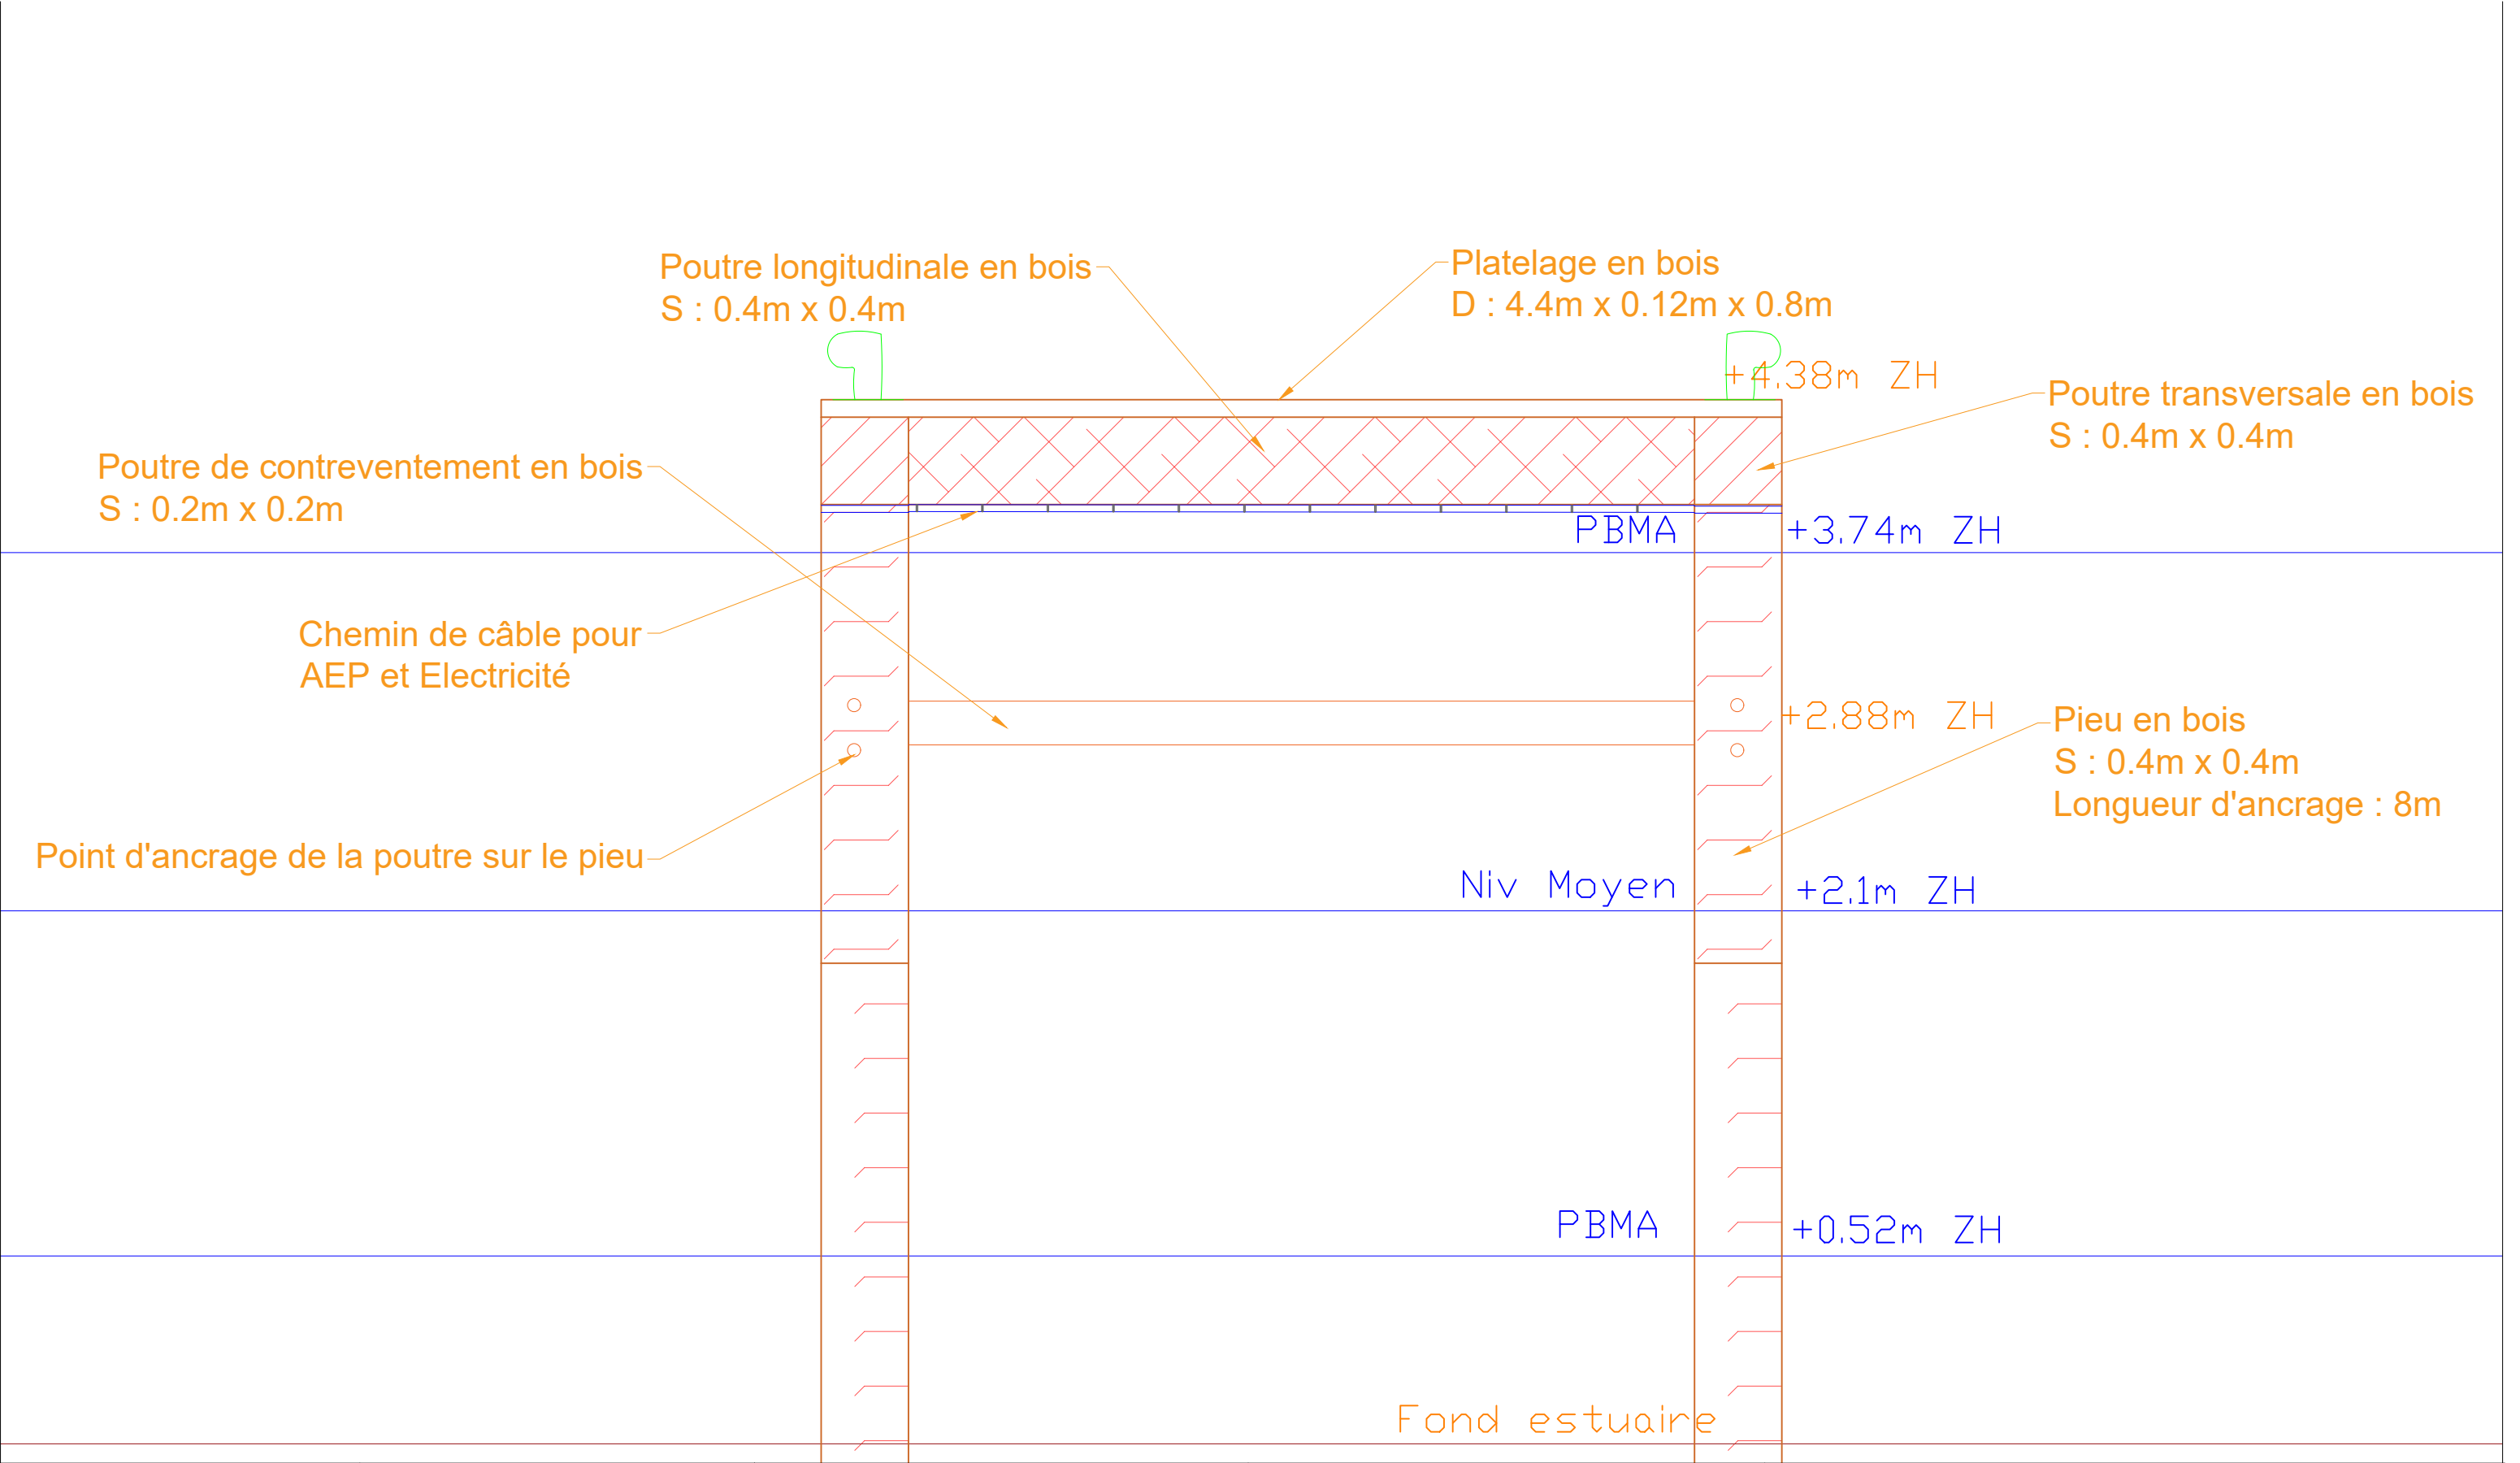 Poutre longitudinale en bois
S : 0.4m x 0.4m
Platelage en bois
D : 4.4m x 0.12m x 0.8m
+4.38m ZH
Poutre transversale en bois
S : 0.4m x 0.4m
Poutre de contreventement en bois
S : 0.2m x 0.2m
PBMA +3.74m ZH
Chemin de câble pour
AEP et Electricité
+2.88m ZH
Pieu en bois
S : 0.4m x 0.4m
Longueur d'ancrage : 8m
Point d'ancrage de la poutre sur le pieu
Niv Moyen +2.1m ZH
PBMA +0.52m ZH
Fond estuaire